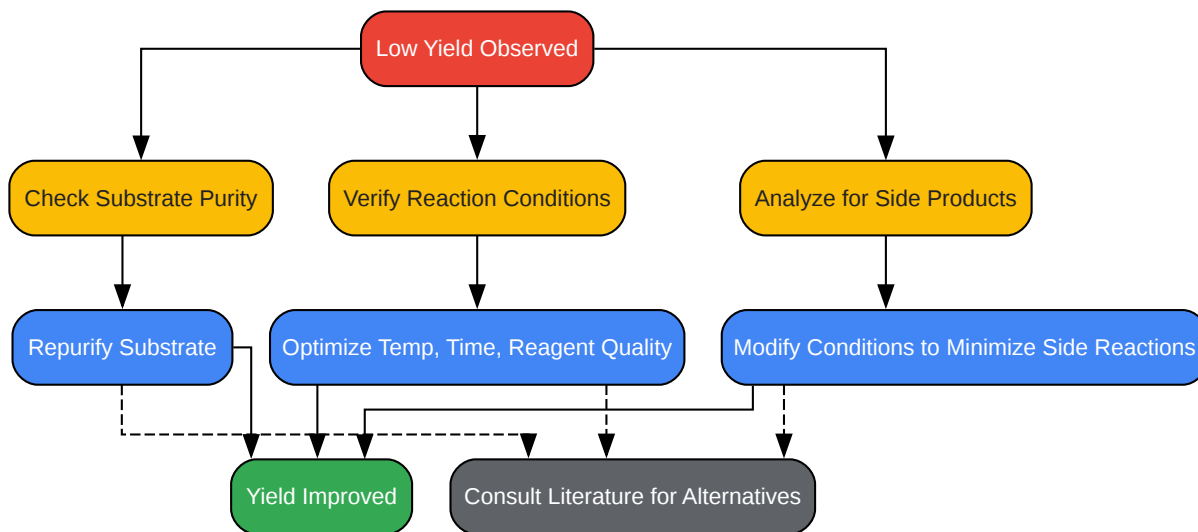 Low Yield Observed
Check Substrate Purity
Verify Reaction Conditions
Analyze for Side Products
Repurify Substrate
Optimize Temp, Time, Reagent Quality
Modify Conditions to Minimize Side Reactions
Yield Improved
Consult Literature for Alternatives